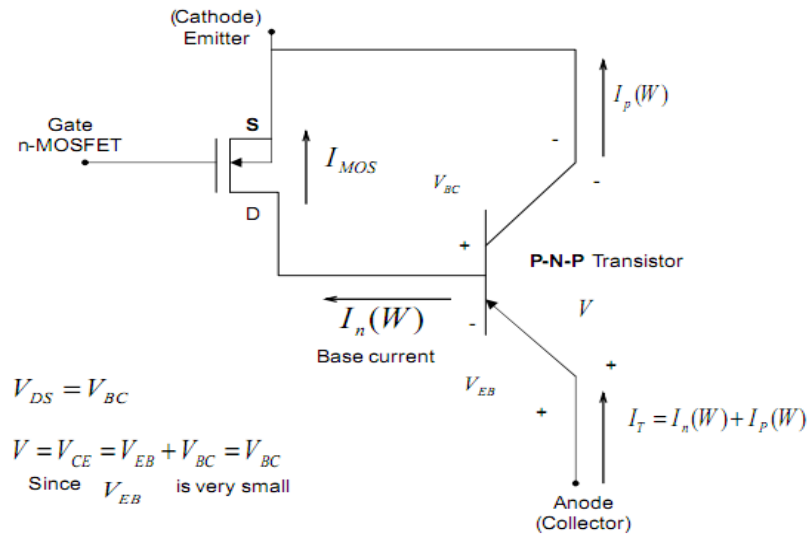 (Cathode)
Emitter
I_p(W)
Gate
n-MOSFET
S
I_MOS
-
-
V_BC
D
+
P-N-P Transistor
I_n(W)
-
V
Base current
+
V_DS = V_BC
V_EB
+
I_T = I_n(W) + I_P(W)
V = V_CE = V_EB + V_BC = V_BC
Since V_EB is very small
Anode
(Collector)